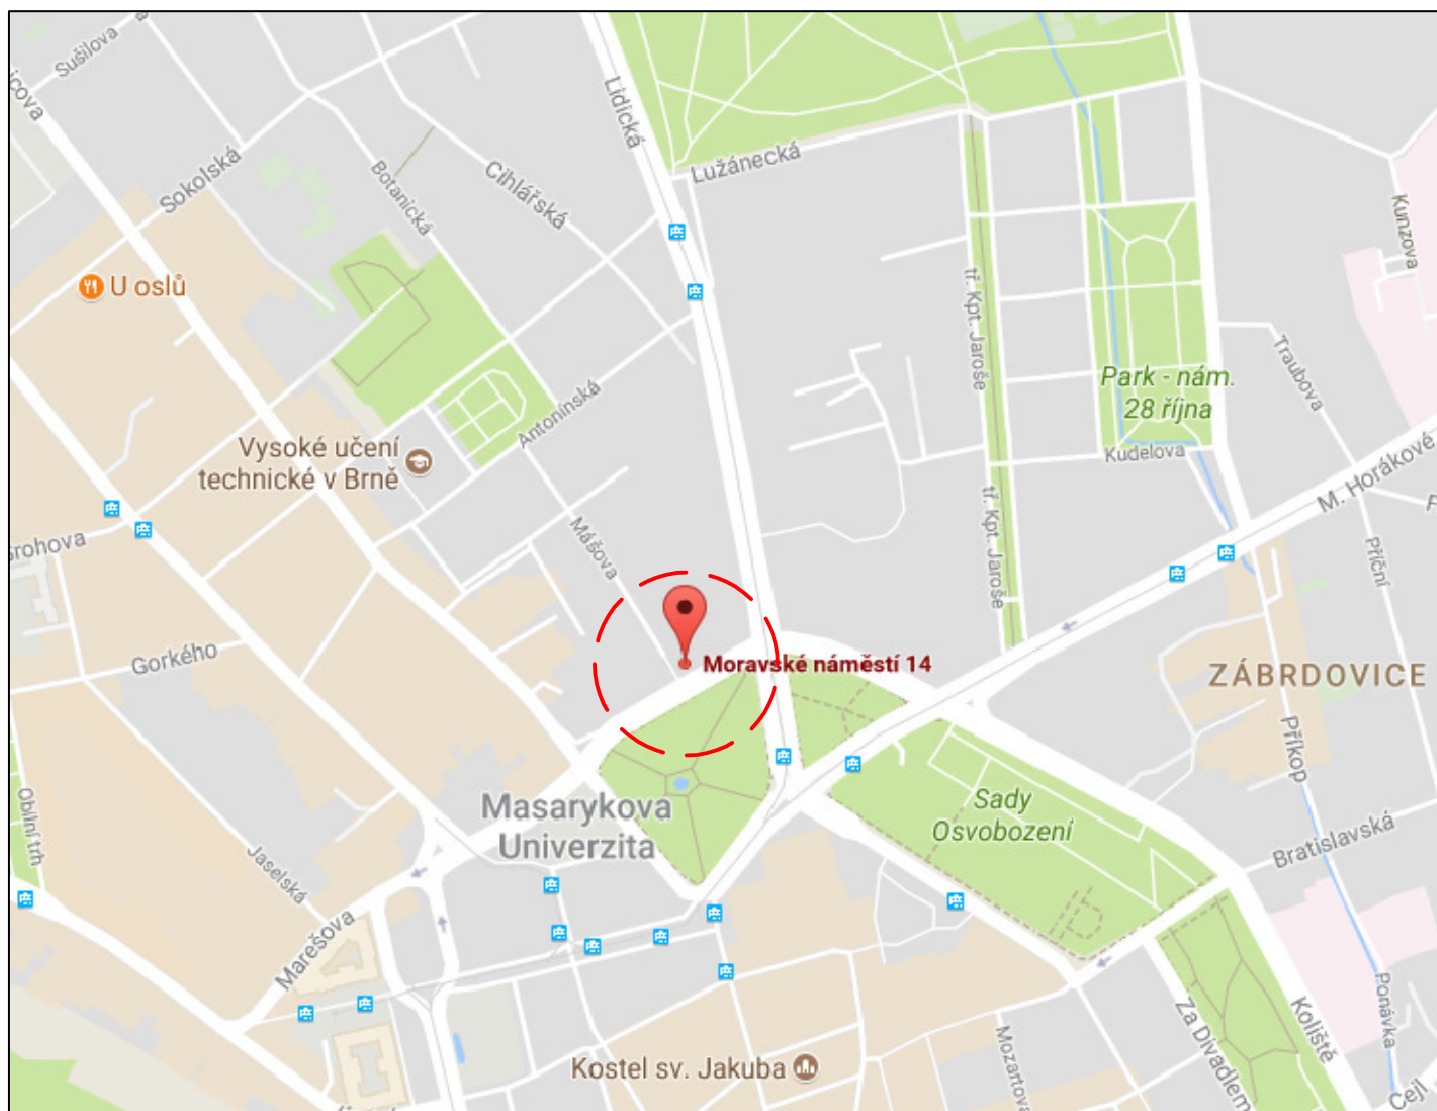 Sušilova
Lidická
Lužánecká
Sokolská
Botanická
Cihlářská
Kunzova
U oslů
tř. Kpt. Jaroše
Traubova
Park - nám.
28 října
Antonínská
Vysoké učení
technické v Brně
Kudelova
M. Horákové
tř. Kpt. Jaroše
Mášova
Příční
Gorkého
Moravské náměstí 14
ZÁBRDOVICE
Příkop
Masarykova
Univerzita
Sady
Osvobození
Obilní trh
Jaselská
Bratislavská
Marešova
Ponávka
Koliště
Za Divadlem
Mozartova
Kostel sv. Jakuba
Cejl